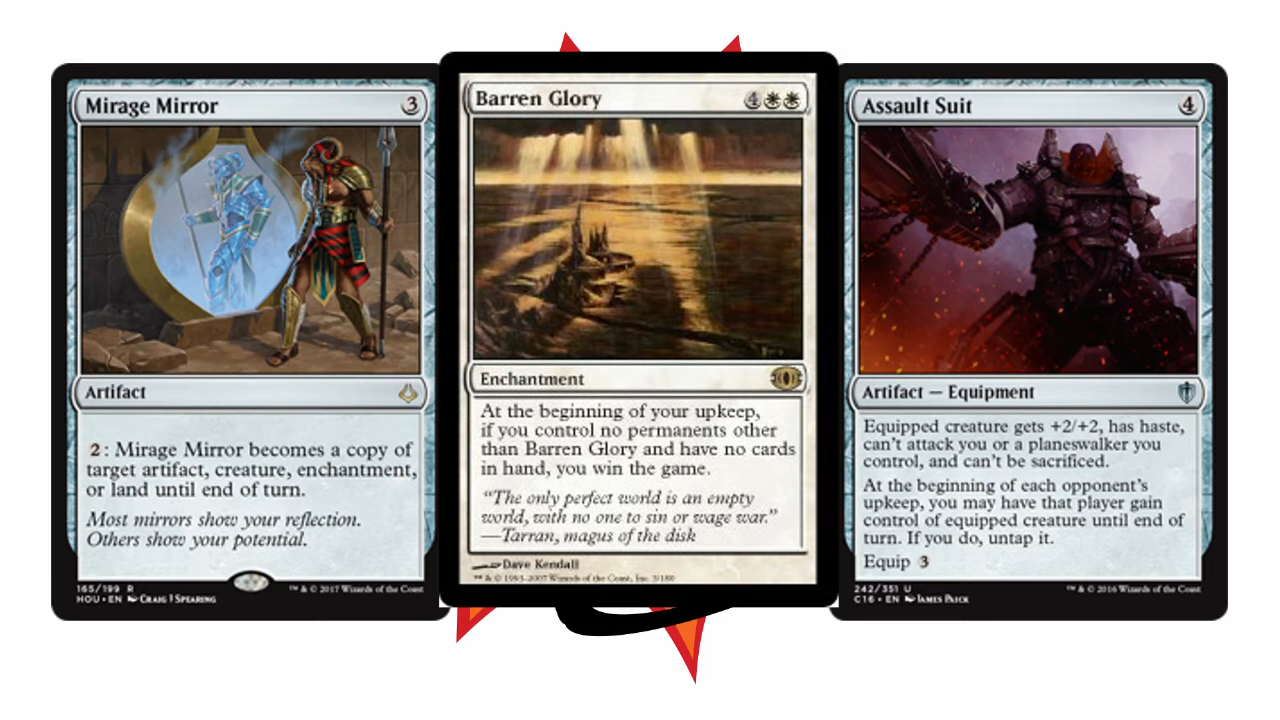 Mirage Mirror 3
Artifact
2: Mirage Mirror becomes a copy of
target artifact, creature, enchantment,
or land until end of turn.
Most mirrors show your reflection.
Others show your potential.
165/199 R
HOU • EN Craig J Spearing
™ & © 2017 Wizards of the Coast
Barren Glory 4
Enchantment
At the beginning of your upkeep,
if you control no permanents other
than Barren Glory and have no cards
in hand, you win the game.
"The only perfect world is an empty
world, with no one to sin or wage war."
—Tarran, magus of the disk
Dave Kendall
™ & © 1993–2007 Wizards of the Coast, Inc. 3/180
Assault Suit 4
Artifact — Equipment
Equipped creature gets +2/+2, has haste,
can't attack you or a planeswalker you
control, and can't be sacrificed.
At the beginning of each opponent's
upkeep, you may have that player gain
control of equipped creature until end of
turn. If you do, untap it.
Equip 3
242/351 U
C16 • EN James Paick
™ & © 2016 Wizards of the Coast